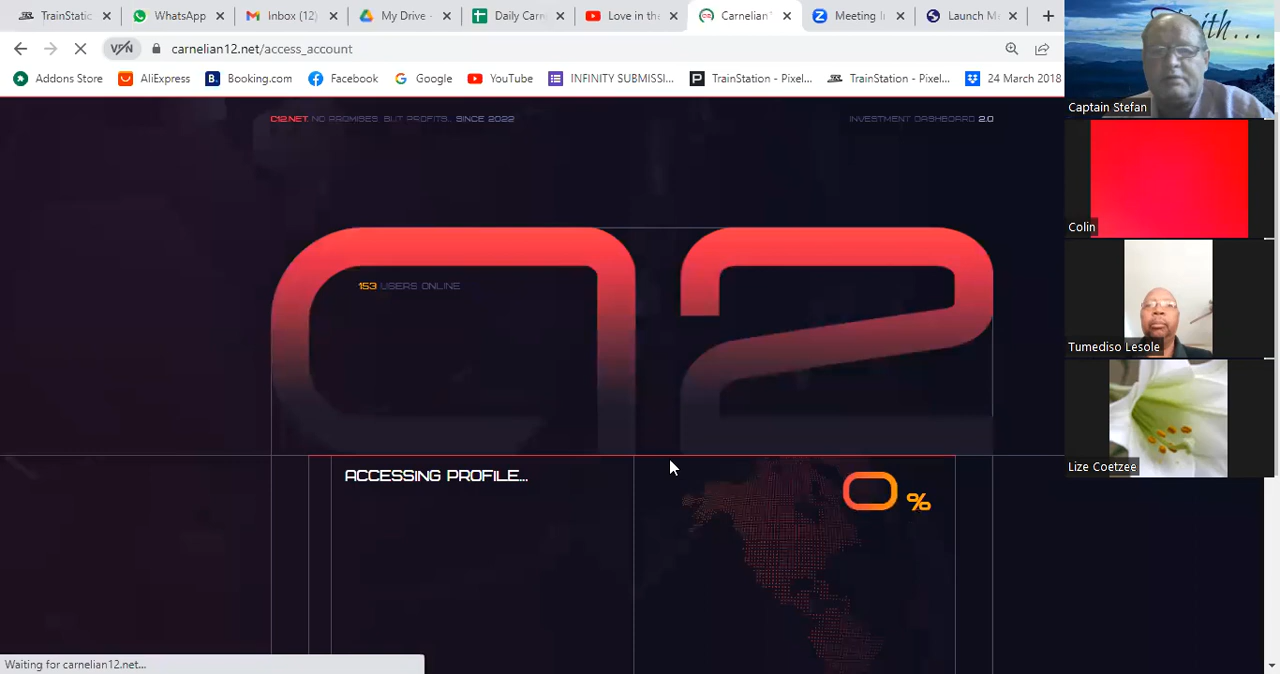 TrainStatic
WhatsApp
Inbox (12)
My Drive -
Daily Carn
Love in the
Carnelian'
Meeting I
Launch M
VPN
carnelian12.net/access_account
Addons Store
AliExpress
Booking.com
Facebook
Google
YouTube
INFINITY SUBMISSI...
TrainStation - Pixel...
TrainStation - Pixel...
24 March 2018
C12.NET. NO PROMISES, BUT PROFITS.. SINCE 2022
INVESTMENT DASHBOARD 2.0
153 USERS ONLINE
ACCESSING PROFILE...
0 %
Waiting for carnelian12.net...
Faith...
Captain Stefan
Colin
Tumediso Lesole
Lize Coetzee